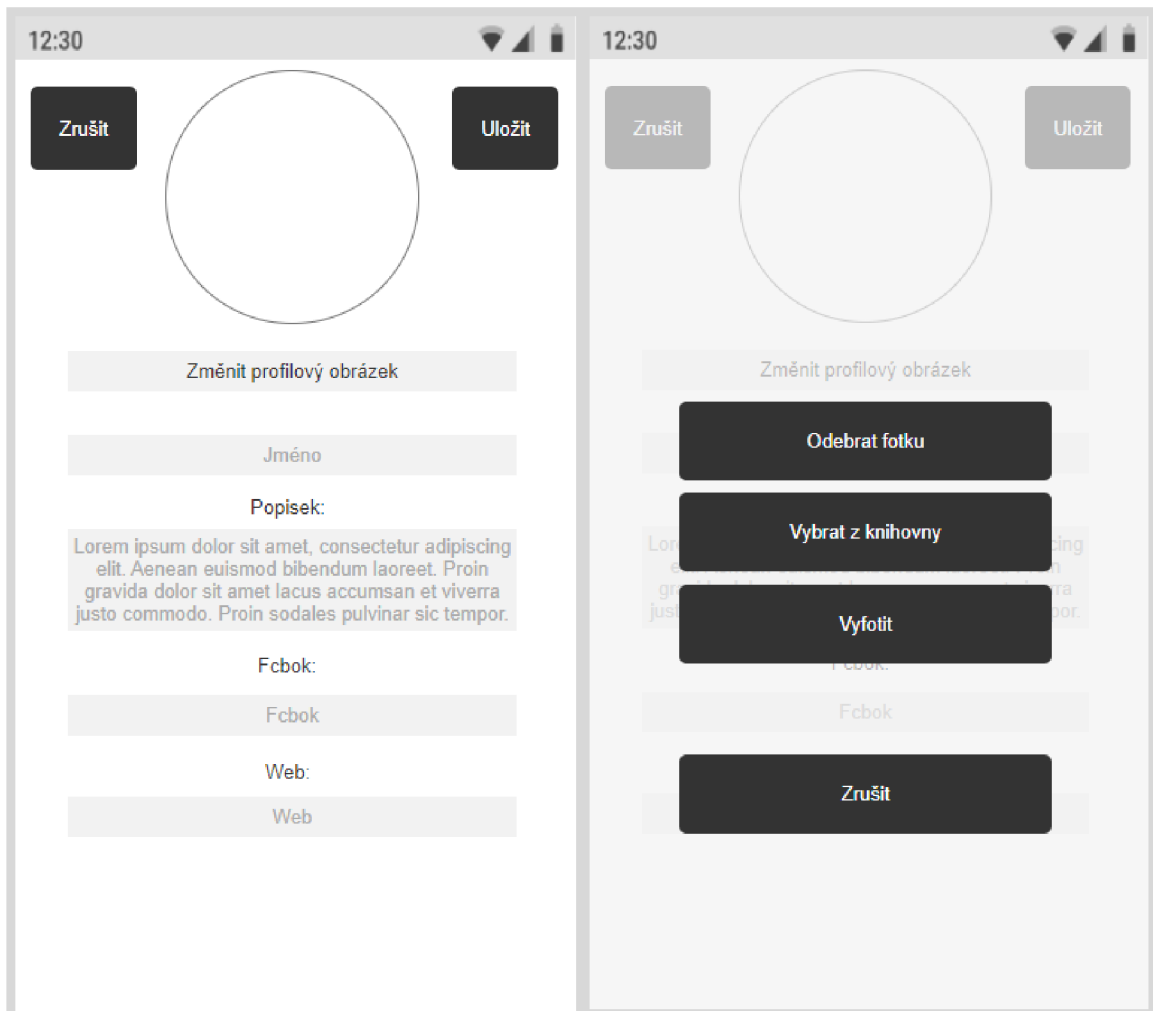 12:30
Zrušit
Uložit
Změnit profilový obrázek
Jméno
Popisek:
Lorem ipsum dolor sit amet, consectetur adipiscing
elit. Aenean euismod bibendum laoreet. Proin
gravida dolor sit amet lacus accumsan et viverra
justo commodo. Proin sodales pulvinar sic tempor.
Fcbok:
Fcbok
Web:
Web
12:30
Zrušit
Uložit
Změnit profilový obrázek
Odebrat fotku
Vybrat z knihovny
Vyfotit
Fcbok:
Fcbok
Zrušit